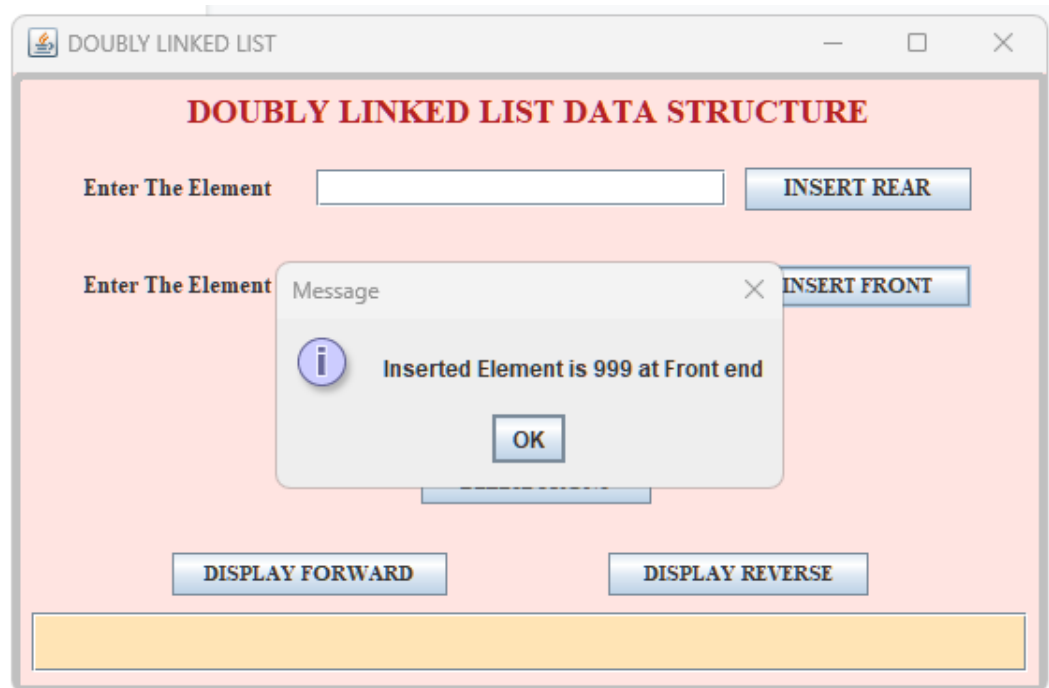 DOUBLY LINKED LIST
DOUBLY LINKED LIST DATA STRUCTURE
Enter The Element INSERT REAR
Enter The Element INSERT FRONT
Message
i
Inserted Element is 999 at Front end
OK
DISPLAY FORWARD DISPLAY REVERSE